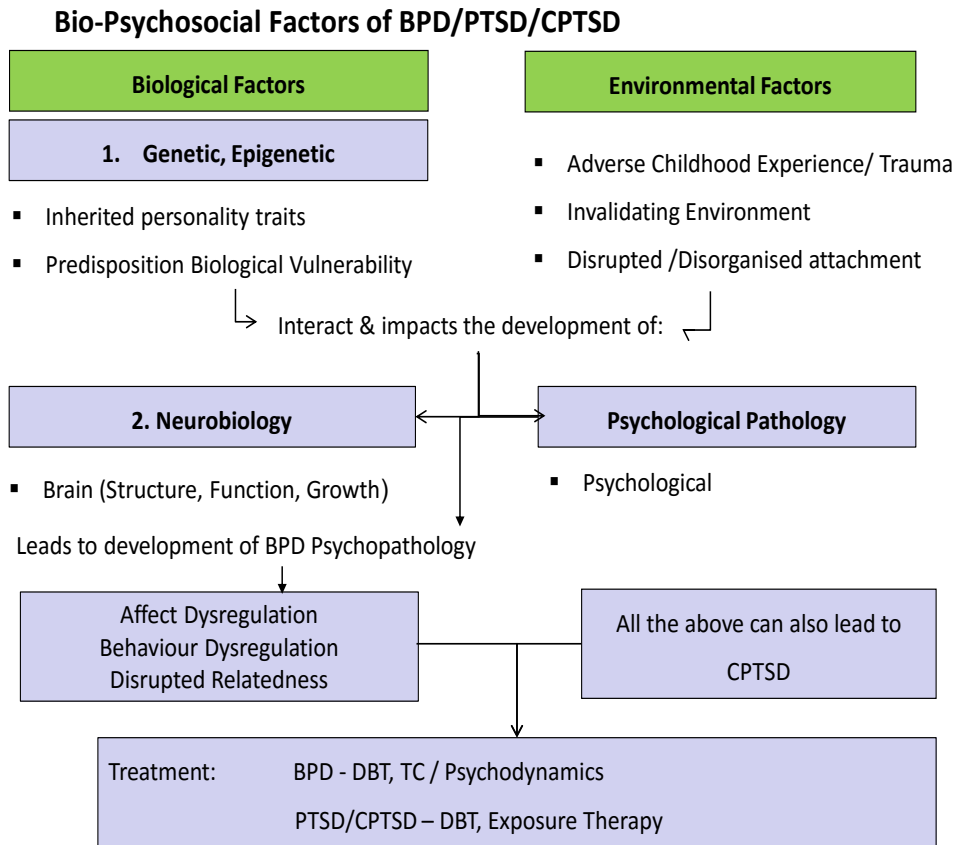 Bio-Psychosocial Factors of BPD/PTSD/CPTSD
Biological Factors
Environmental Factors
1. Genetic, Epigenetic
▪ Inherited personality traits
▪ Predisposition Biological Vulnerability
▪ Adverse Childhood Experience/ Trauma
▪ Invalidating Environment
▪ Disrupted /Disorganised attachment
Interact & impacts the development of:
2. Neurobiology
Psychological Pathology
▪ Brain (Structure, Function, Growth)
▪ Psychological
Leads to development of BPD Psychopathology
Affect Dysregulation
Behaviour Dysregulation
Disrupted Relatedness
All the above can also lead to
CPTSD
Treatment: BPD - DBT, TC / Psychodynamics
PTSD/CPTSD – DBT, Exposure Therapy